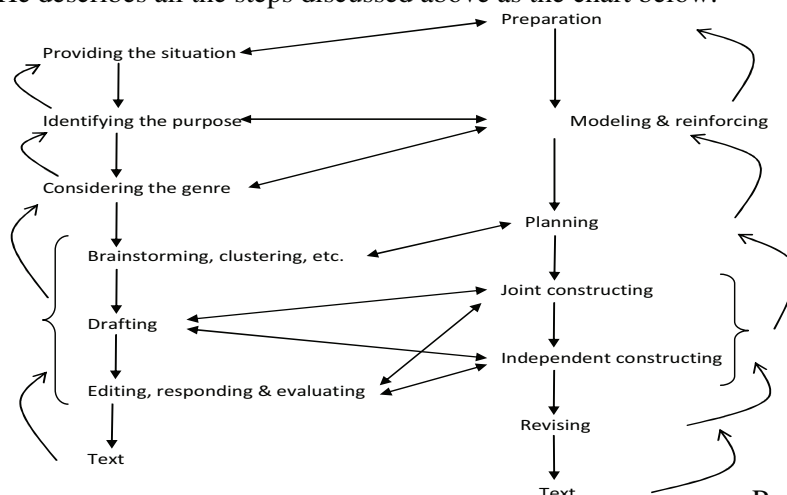 He describes all the steps discussed above as the chart below:
Preparation
Providing the situation
Identifying the purpose
Modeling & reinforcing
Considering the genre
Planning
Brainstorming, clustering, etc.
Joint constructing
Drafting
Independent constructing
Editing, responding & evaluating
Revising
Text
Text